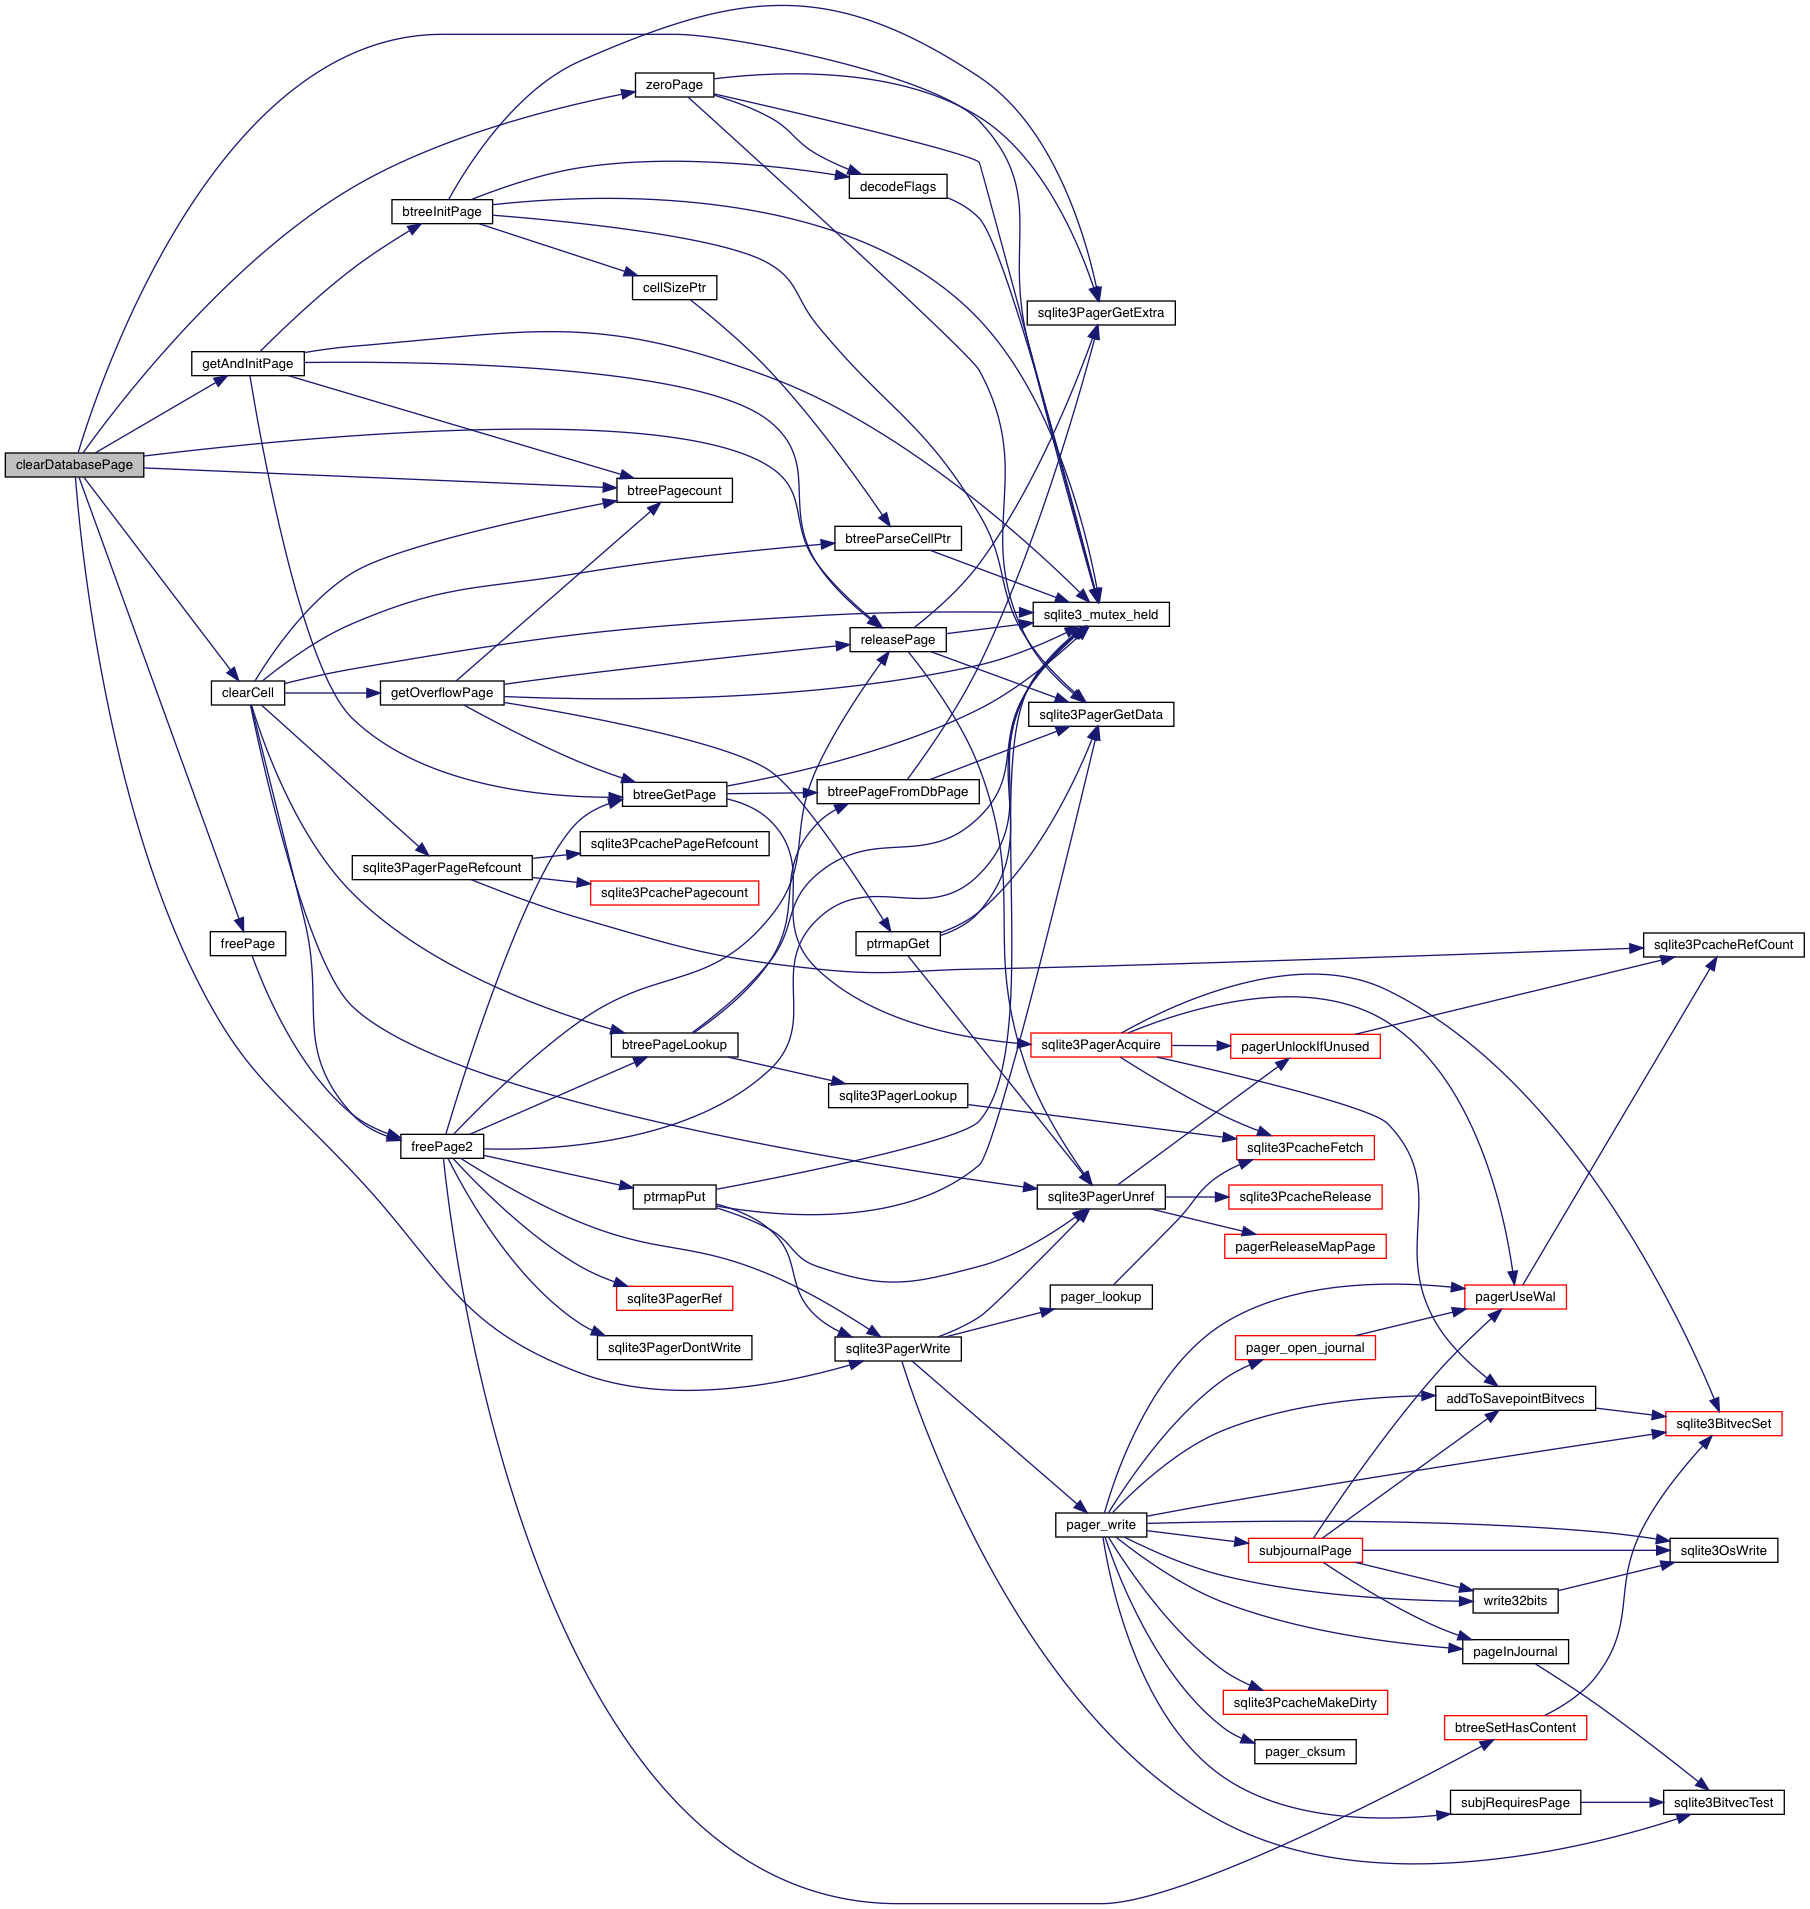 zeroPage
decodeFlags
btreeInitPage
cellSizePtr
sqlite3PagerGetExtra
getAndInitPage
clearDatabasePage
btreePagecount
btreeParseCellPtr
sqlite3_mutex_held
releasePage
clearCell
getOverflowPage
sqlite3PagerGetData
btreeGetPage
btreePageFromDbPage
sqlite3PcachePageRefcount
sqlite3PagerPageRefcount
sqlite3PcachePagecount
freePage
ptrmapGet
sqlite3PcacheRefCount
btreePageLookup
sqlite3PagerAcquire
pagerUnlockIfUnused
sqlite3PagerLookup
freePage2
sqlite3PcacheFetch
ptrmapPut
sqlite3PagerUnref
sqlite3PcacheRelease
pagerReleaseMapPage
sqlite3PagerRef
pager_lookup
pagerUseWal
sqlite3PagerDontWrite
sqlite3PagerWrite
pager_open_journal
addToSavepointBitvecs
sqlite3BitvecSet
pager_write
subjournalPage
sqlite3OsWrite
write32bits
pageInJournal
sqlite3PcacheMakeDirty
btreeSetHasContent
pager_cksum
subjRequiresPage
sqlite3BitvecTest